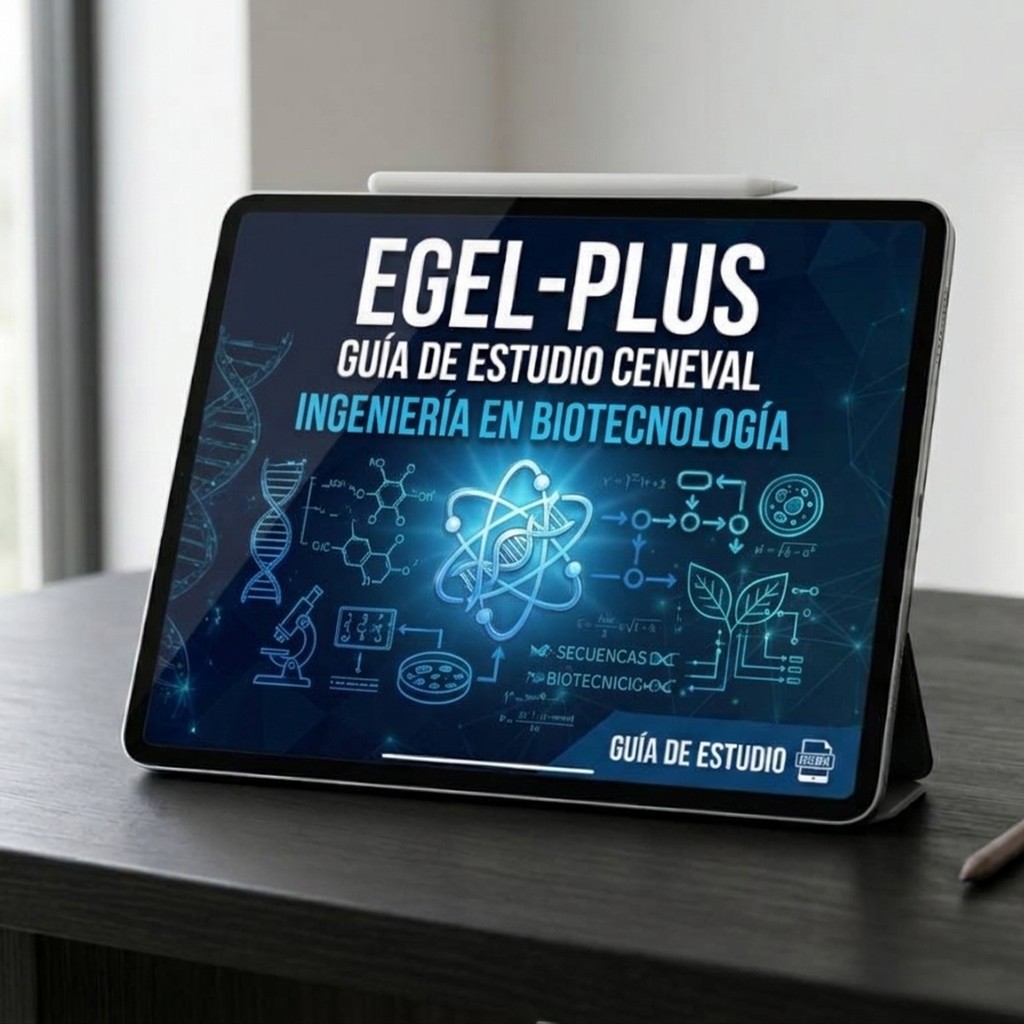 EGEL-PLUS
GUÍA DE ESTUDIO CENEVAL
INGENIERÍA EN BIOTECNOLOGÍA
SECUENCAS
GUÍA DE ESTUDIO